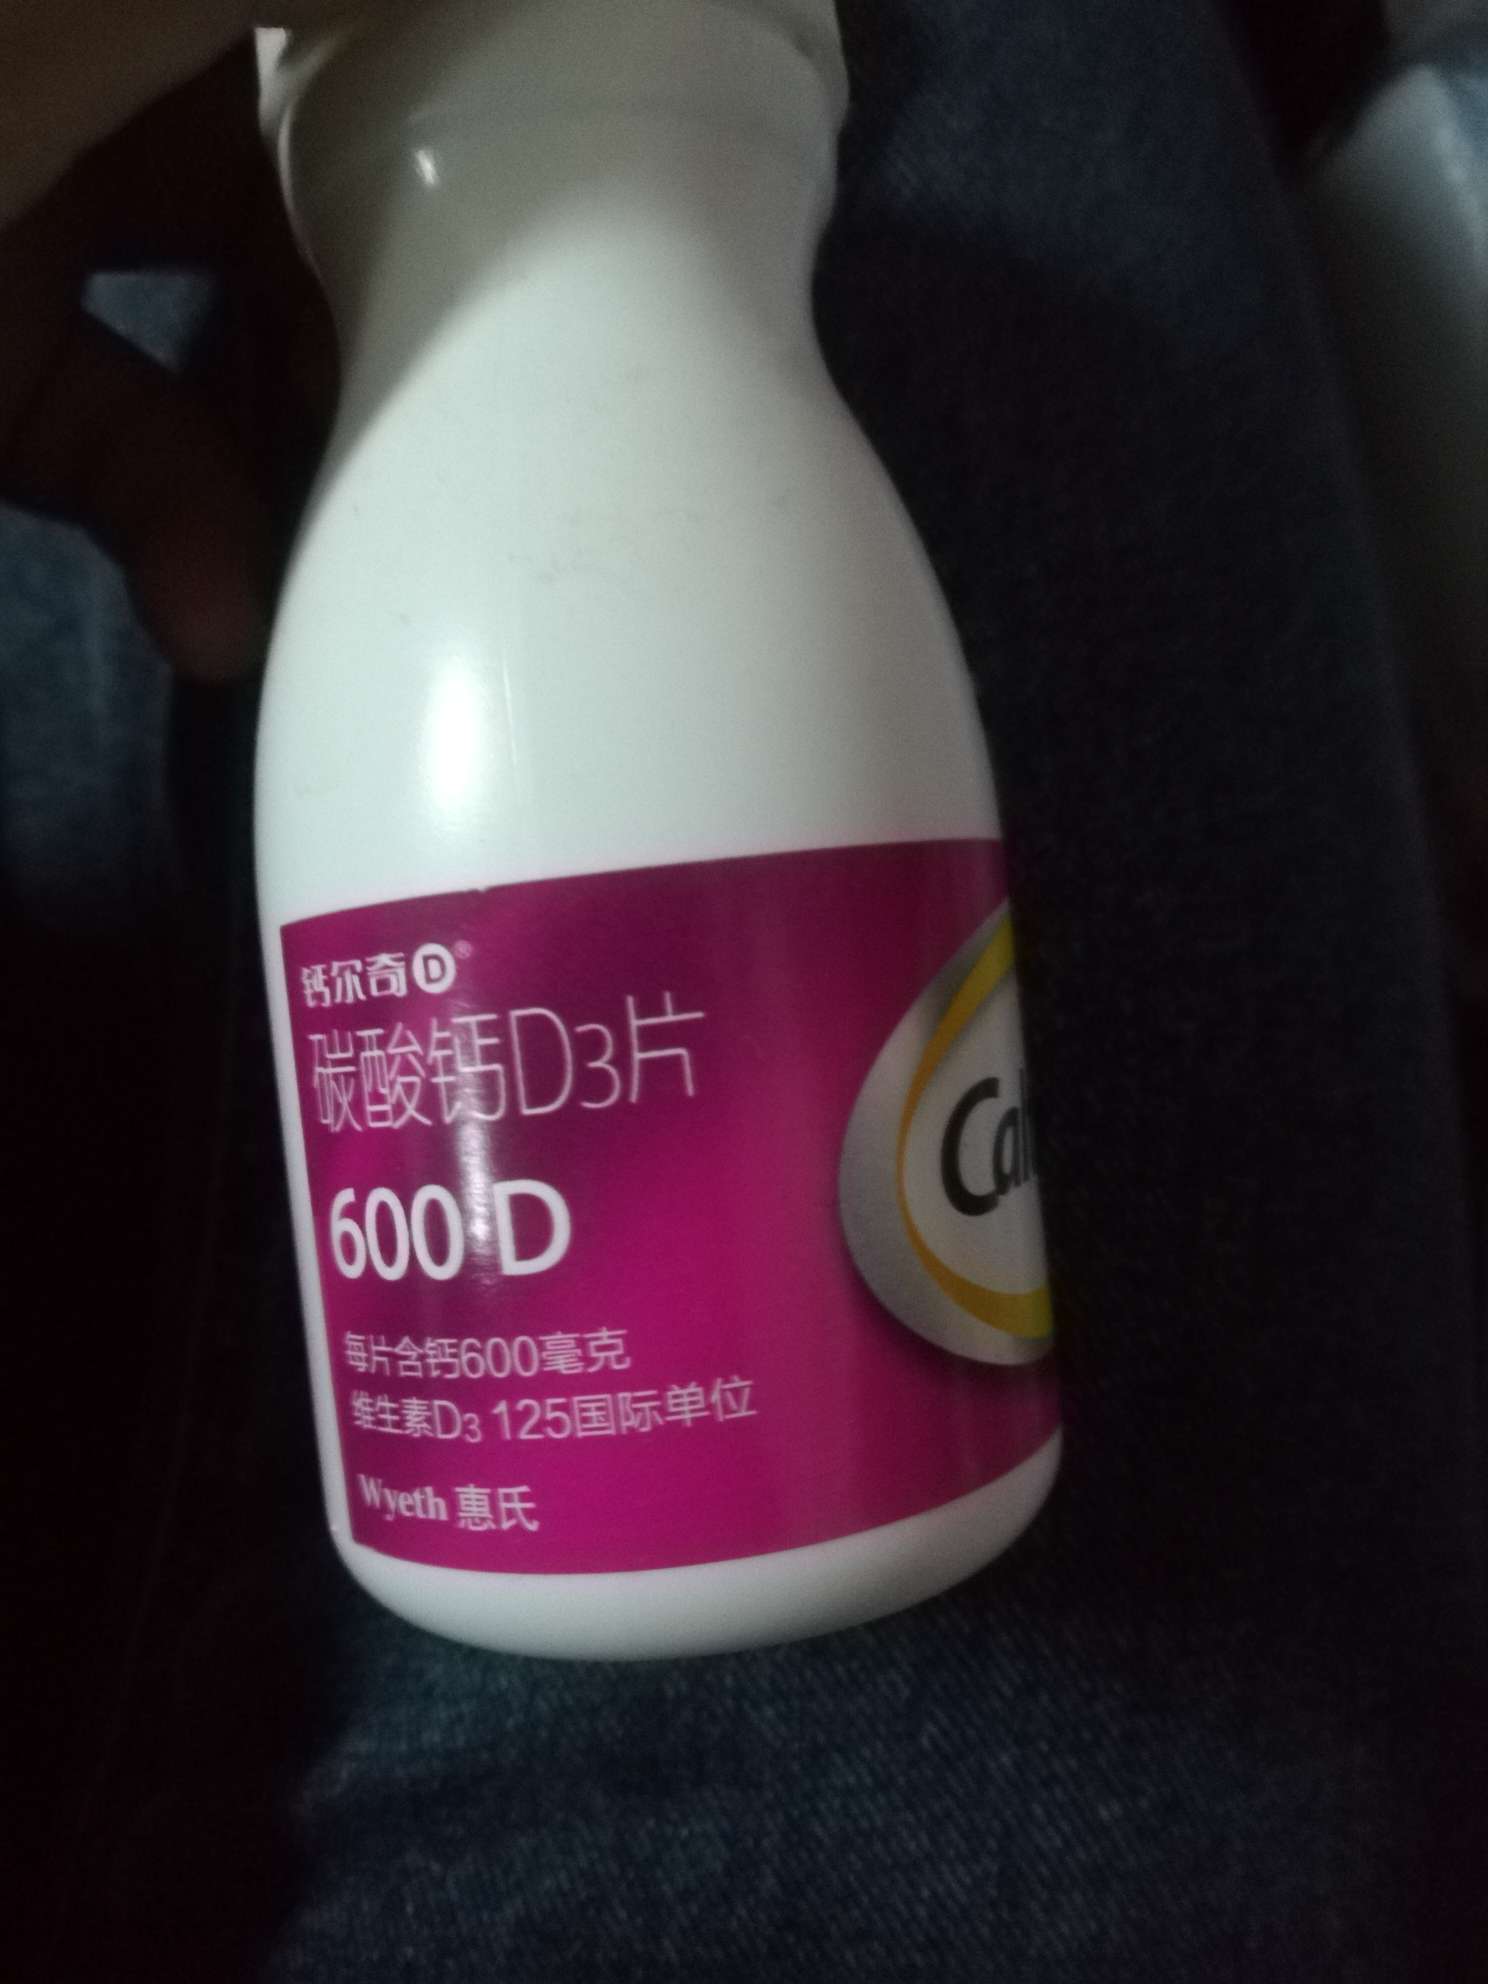 钙尔奇D®
碳酸钙D3片
600 D
每片含钙600毫克
维生素D3 125国际单位
Wyeth 惠氏
Cal